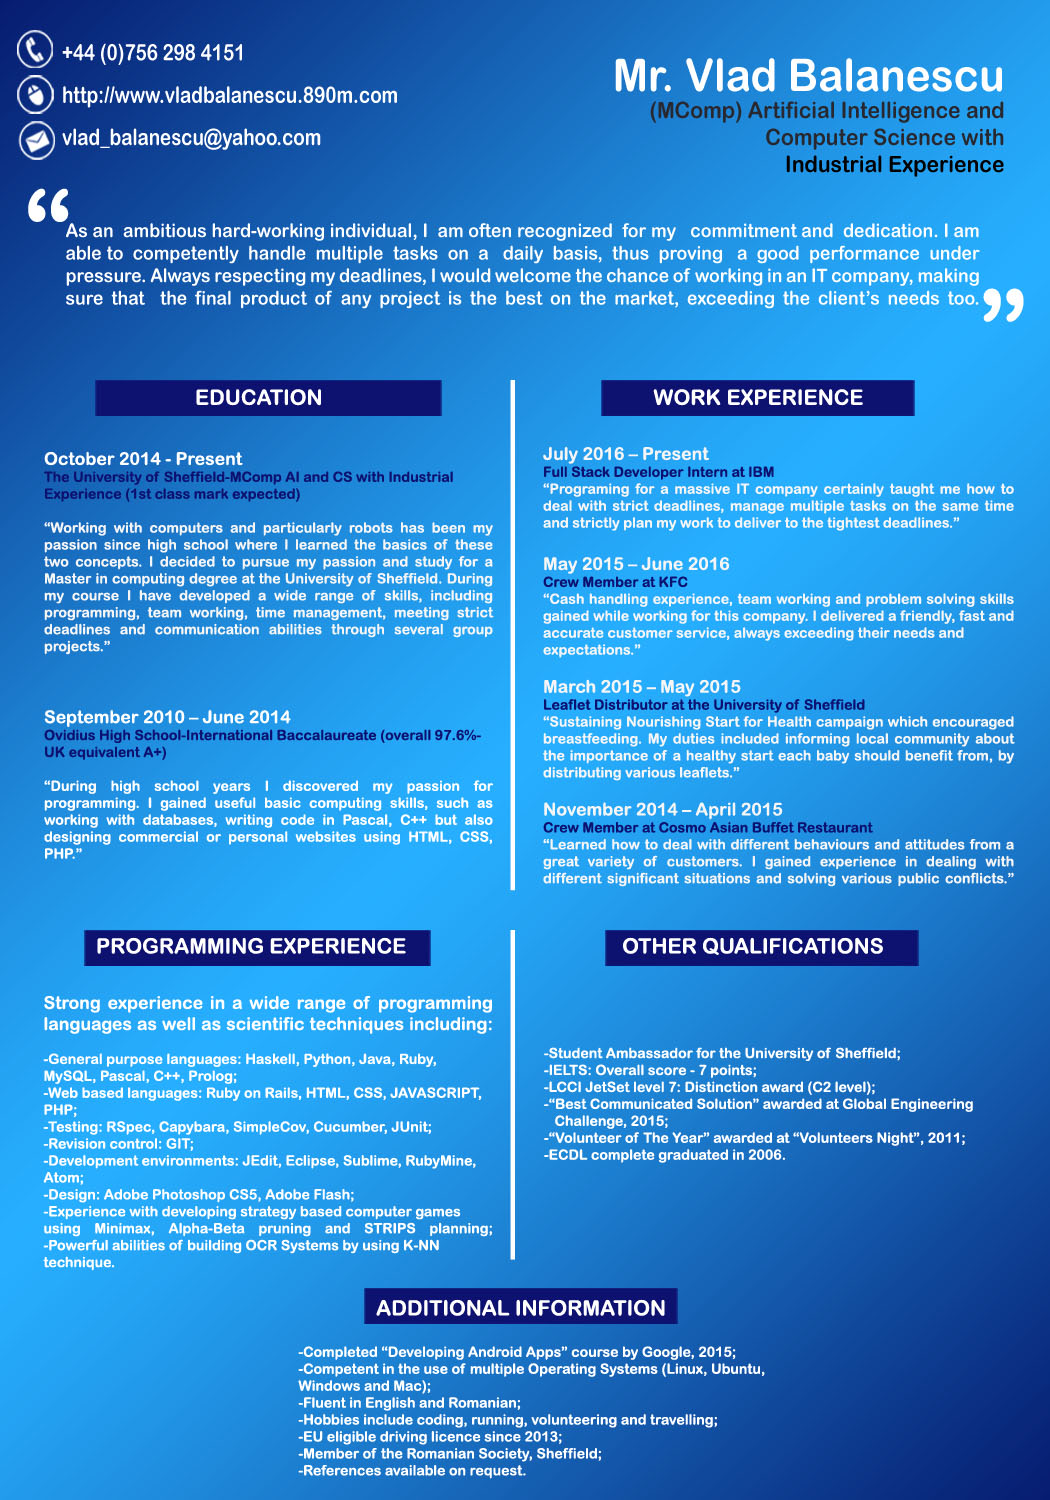 +44 (0)756 298 4151
http://www.vladbalanescu.890m.com
vlad_balanescu@yahoo.com
Mr. Vlad Balanescu
(MComp) Artificial Intelligence and
Computer Science with
Industrial Experience
“
As an ambitious hard-working individual, I am often recognized for my commitment and dedication. I am
able to competently handle multiple tasks on a daily basis, thus proving a good performance under
pressure. Always respecting my deadlines, I would welcome the chance of working in an IT company, making
sure that the final product of any project is the best on the market, exceeding the client’s needs too.
”
EDUCATION
October 2014 - Present
The University of Sheffield-MComp AI and CS with Industrial
Experience (1st class mark expected)
“Working with computers and particularly robots has been my
passion since high school where I learned the basics of these
two concepts. I decided to pursue my passion and study for a
Master in computing degree at the University of Sheffield. During
my course I have developed a wide range of skills, including
programming, team working, time management, meeting strict
deadlines and communication abilities through several group
projects.”
September 2010 – June 2014
Ovidius High School-International Baccalaureate (overall 97.6%-
UK equivalent A+)
“During high school years I discovered my passion for
programming. I gained useful basic computing skills, such as
working with databases, writing code in Pascal, C++ but also
designing commercial or personal websites using HTML, CSS,
PHP.”
WORK EXPERIENCE
July 2016 – Present
Full Stack Developer Intern at IBM
“Programing for a massive IT company certainly taught me how to
deal with strict deadlines, manage multiple tasks on the same time
and strictly plan my work to deliver to the tightest deadlines.”
May 2015 – June 2016
Crew Member at KFC
“Cash handling experience, team working and problem solving skills
gained while working for this company. I delivered a friendly, fast and
accurate customer service, always exceeding their needs and
expectations.”
March 2015 – May 2015
Leaflet Distributor at the University of Sheffield
“Sustaining Nourishing Start for Health campaign which encouraged
breastfeeding. My duties included informing local community about
the importance of a healthy start each baby should benefit from, by
distributing various leaflets.”
November 2014 – April 2015
Crew Member at Cosmo Asian Buffet Restaurant
“Learned how to deal with different behaviours and attitudes from a
great variety of customers. I gained experience in dealing with
different significant situations and solving various public conflicts.”
PROGRAMMING EXPERIENCE
Strong experience in a wide range of programming
languages as well as scientific techniques including:
-General purpose languages: Haskell, Python, Java, Ruby,
MySQL, Pascal, C++, Prolog;
-Web based languages: Ruby on Rails, HTML, CSS, JAVASCRIPT,
PHP;
-Testing: RSpec, Capybara, SimpleCov, Cucumber, JUnit;
-Revision control: GIT;
-Development environments: JEdit, Eclipse, Sublime, RubyMine,
Atom;
-Design: Adobe Photoshop CS5, Adobe Flash;
-Experience with developing strategy based computer games
using Minimax, Alpha-Beta pruning and STRIPS planning;
-Powerful abilities of building OCR Systems by using K-NN
technique.
OTHER QUALIFICATIONS
-Student Ambassador for the University of Sheffield;
-IELTS: Overall score - 7 points;
-LCCI JetSet level 7: Distinction award (C2 level);
-“Best Communicated Solution” awarded at Global Engineering
Challenge, 2015;
-“Volunteer of The Year” awarded at “Volunteers Night”, 2011;
-ECDL complete graduated in 2006.
ADDITIONAL INFORMATION
-Completed “Developing Android Apps” course by Google, 2015;
-Competent in the use of multiple Operating Systems (Linux, Ubuntu,
Windows and Mac);
-Fluent in English and Romanian;
-Hobbies include coding, running, volunteering and travelling;
-EU eligible driving licence since 2013;
-Member of the Romanian Society, Sheffield;
-References available on request.